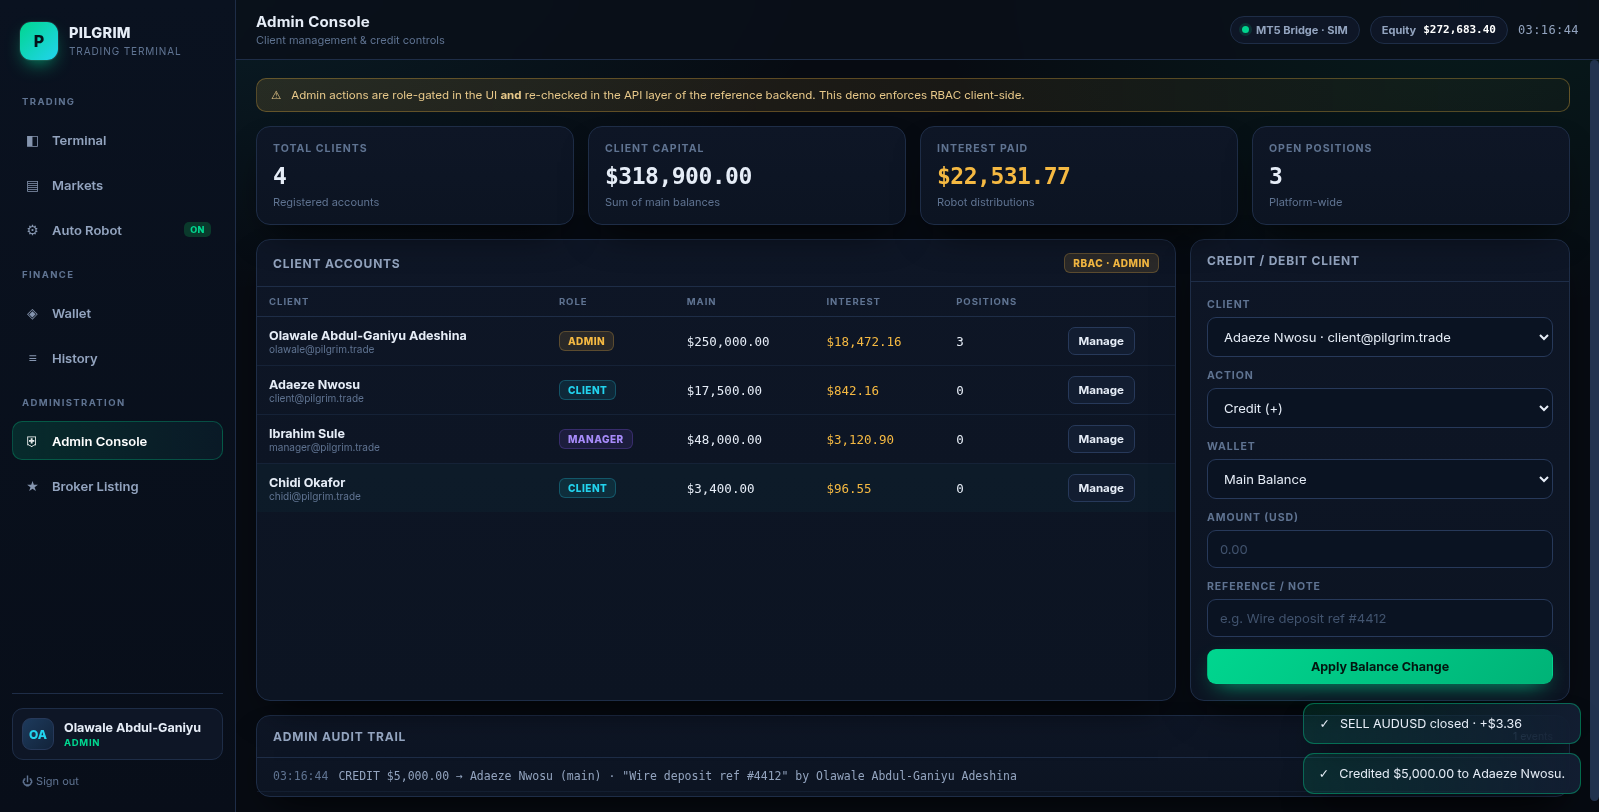 P
PILGRIM
TRADING TERMINAL
TRADING
Terminal
Markets
Auto Robot ON
FINANCE
Wallet
History
ADMINISTRATION
Admin Console
Broker Listing
OA
Olawale Abdul-Ganiyu
ADMIN
Sign out
Admin Console
Client management & credit controls
MT5 Bridge · SIM
Equity $272,683.40
03:16:44
⚠ Admin actions are role-gated in the UI and re-checked in the API layer of the reference backend. This demo enforces RBAC client-side.
TOTAL CLIENTS
4
Registered accounts
CLIENT CAPITAL
$318,900.00
Sum of main balances
INTEREST PAID
$22,531.77
Robot distributions
OPEN POSITIONS
3
Platform-wide
CLIENT ACCOUNTS
RBAC · ADMIN
CLIENT ROLE MAIN INTEREST POSITIONS
Olawale Abdul-Ganiyu Adeshina
olawale@pilgrim.trade
ADMIN $250,000.00 $18,472.16 3 Manage
Adaeze Nwosu
client@pilgrim.trade
CLIENT $17,500.00 $842.16 0 Manage
Ibrahim Sule
manager@pilgrim.trade
MANAGER $48,000.00 $3,120.90 0 Manage
Chidi Okafor
chidi@pilgrim.trade
CLIENT $3,400.00 $96.55 0 Manage
CREDIT / DEBIT CLIENT
CLIENT
Adaeze Nwosu · client@pilgrim.trade
ACTION
Credit (+)
WALLET
Main Balance
AMOUNT (USD)
0.00
REFERENCE / NOTE
e.g. Wire deposit ref #4412
Apply Balance Change
ADMIN AUDIT TRAIL
03:16:44 CREDIT $5,000.00 → Adaeze Nwosu (main) · "Wire deposit ref #4412" by Olawale Abdul-Ganiyu Adeshina
✓ SELL AUDUSD closed · +$3.36
✓ Credited $5,000.00 to Adaeze Nwosu.